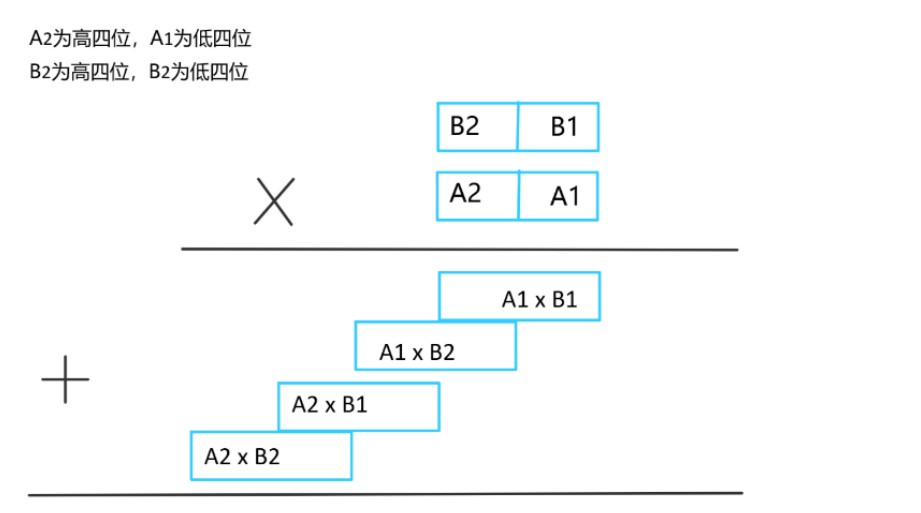 A2为高四位，A1为低四位
B2为高四位，B2为低四位
B2 B1
X A2 A1
A1 x B1
A1 x B2
+
A2 x B1
A2 x B2